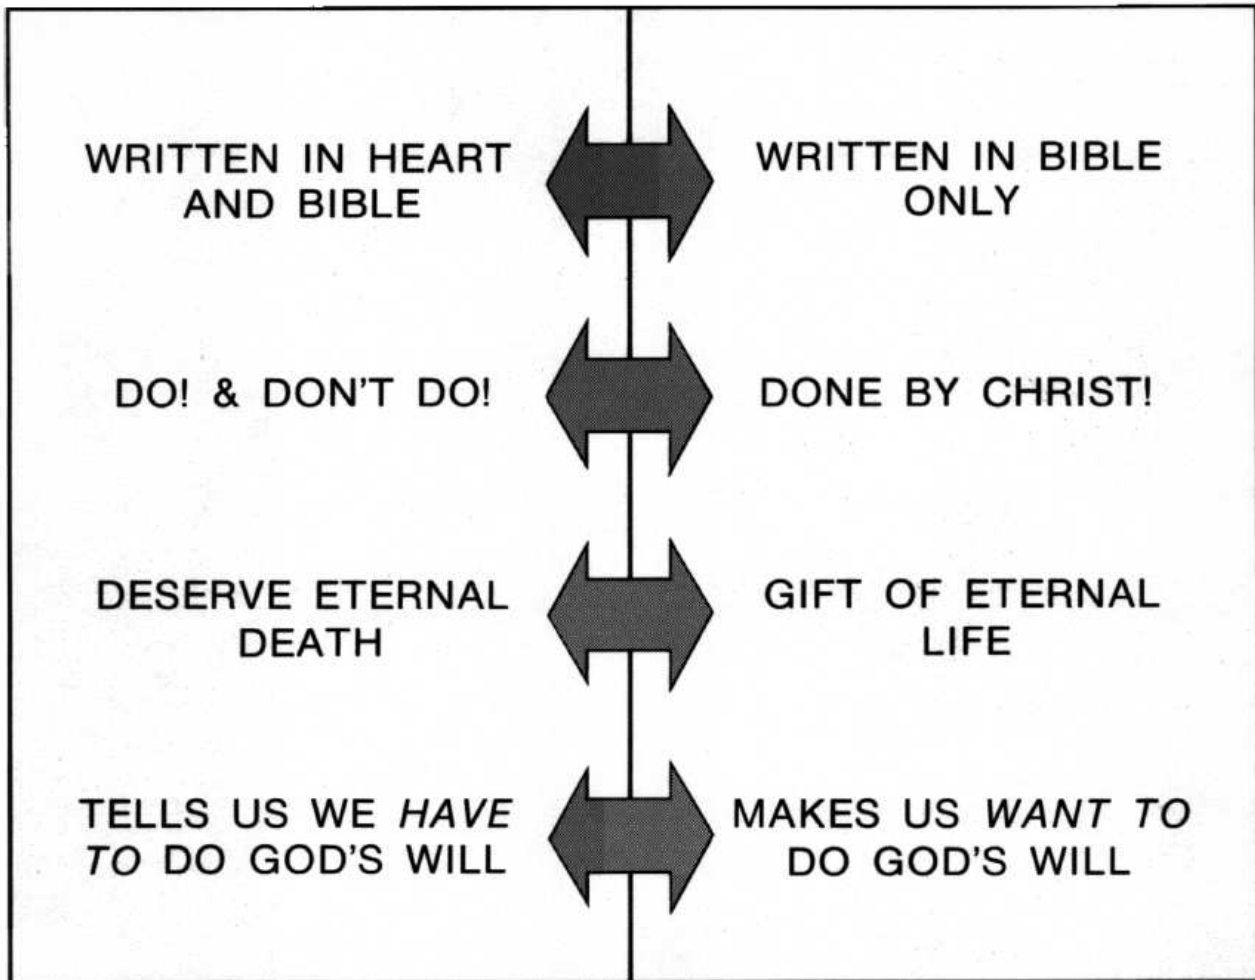 WRITTEN IN HEART
AND BIBLE
WRITTEN IN BIBLE
ONLY
DO! & DON'T DO!
DONE BY CHRIST!
DESERVE ETERNAL
DEATH
GIFT OF ETERNAL
LIFE
TELLS US WE HAVE
TO DO GOD'S WILL
MAKES US WANT TO
DO GOD'S WILL